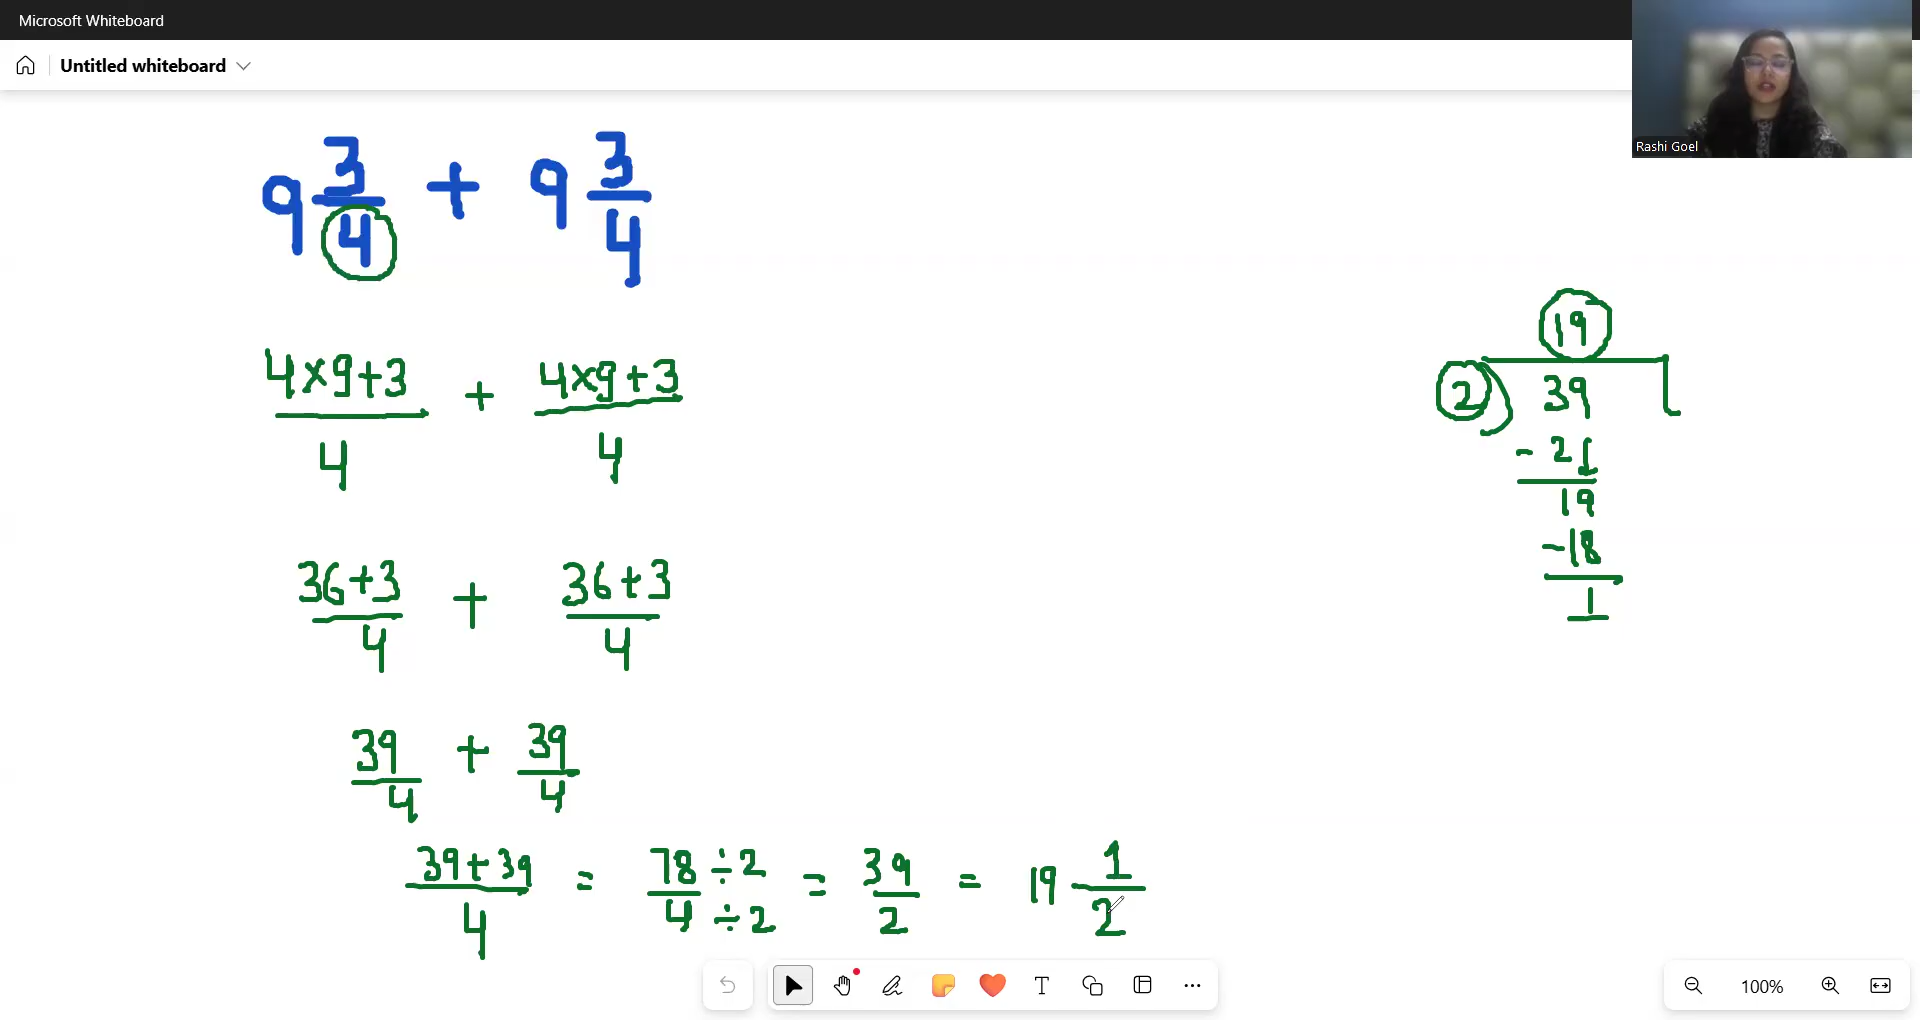 Microsoft Whiteboard
Untitled whiteboard
Rashi Goel
9 3/4 + 9 3/4
4×9+3/4 + 4×9+3/4
36+3/4 + 36+3/4
39/4 + 39/4
39+39/4 = 78÷2/4÷2 = 39/2 = 19 1/2
19
2 39
- 21
19
-18
1
100%